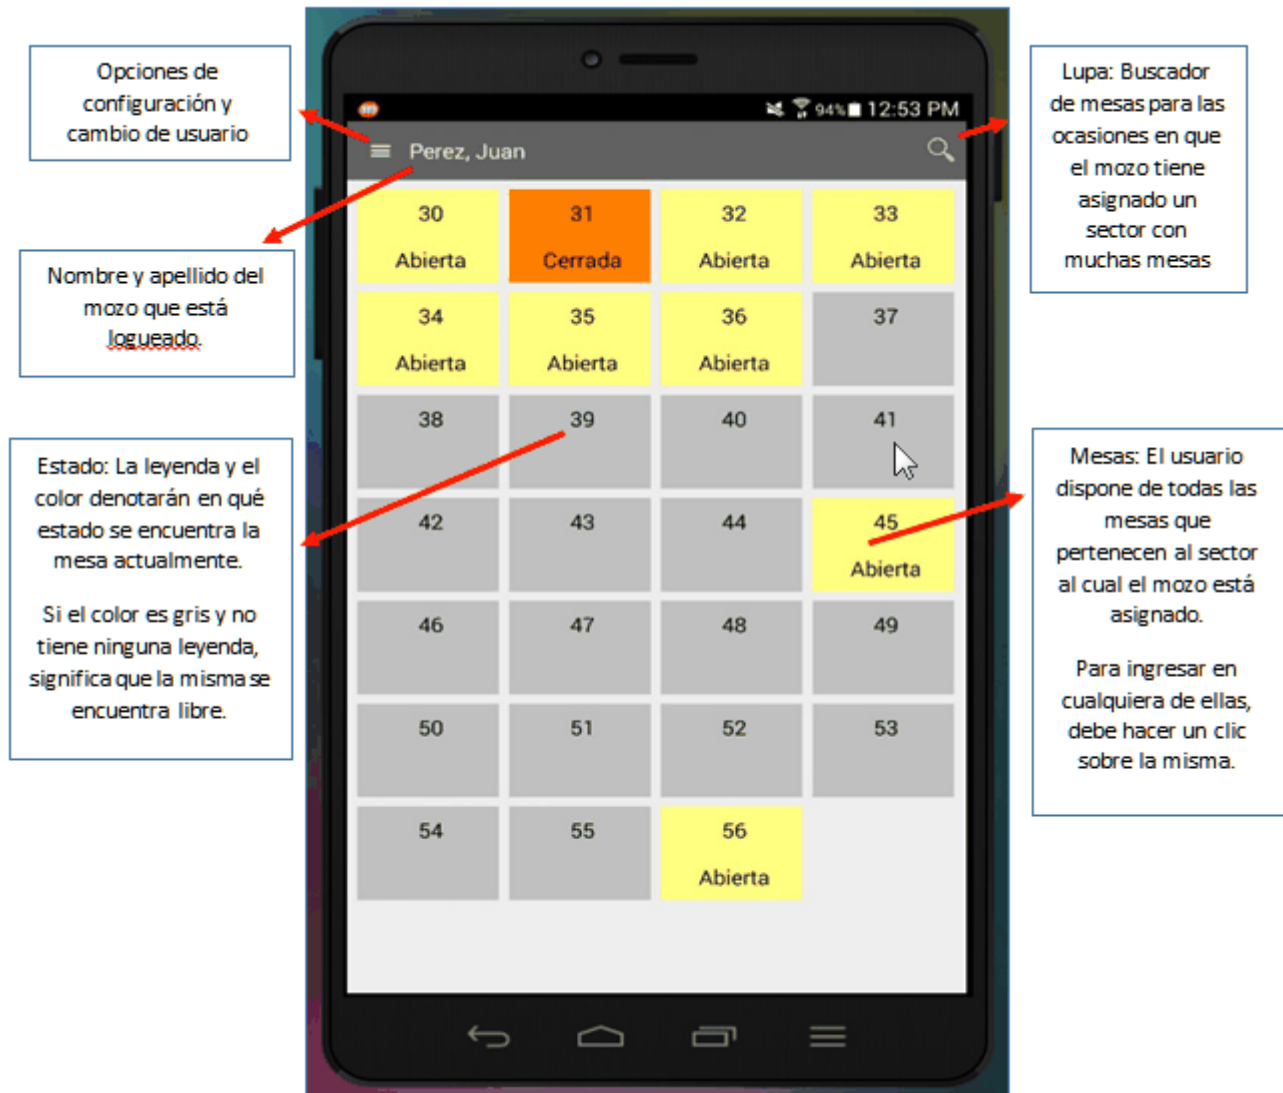 Opciones de
configuración y
cambio de usuario
Nombre y apellido del
mozo que está
logueado.
Estado: La leyenda y el
color denotarán en qué
estado se encuentra la
mesa actualmente.
Si el color es gris y no
tiene ninguna leyenda,
significa que la misma se
encuentra libre.
94% 12:53 PM
Perez, Juan
30 31 32 33
Abierta Cerrada Abierta Abierta
34 35 36 37
Abierta Abierta Abierta
38 39 40 41
42 43 44 45
Abierta
46 47 48 49
50 51 52 53
54 55 56
Abierta
Lupa: Buscador
de mesas para las
ocasiones en que
el mozo tiene
asignado un
sector con
muchas mesas
Mesas: El usuario
dispone de todas las
mesas que
pertenecen al sector
al cual el mozo está
asignado.
Para ingresar en
cualquiera de ellas,
debe hacer un clic
sobre la misma.